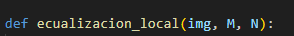 def ecualizacion_local(img, M, N):